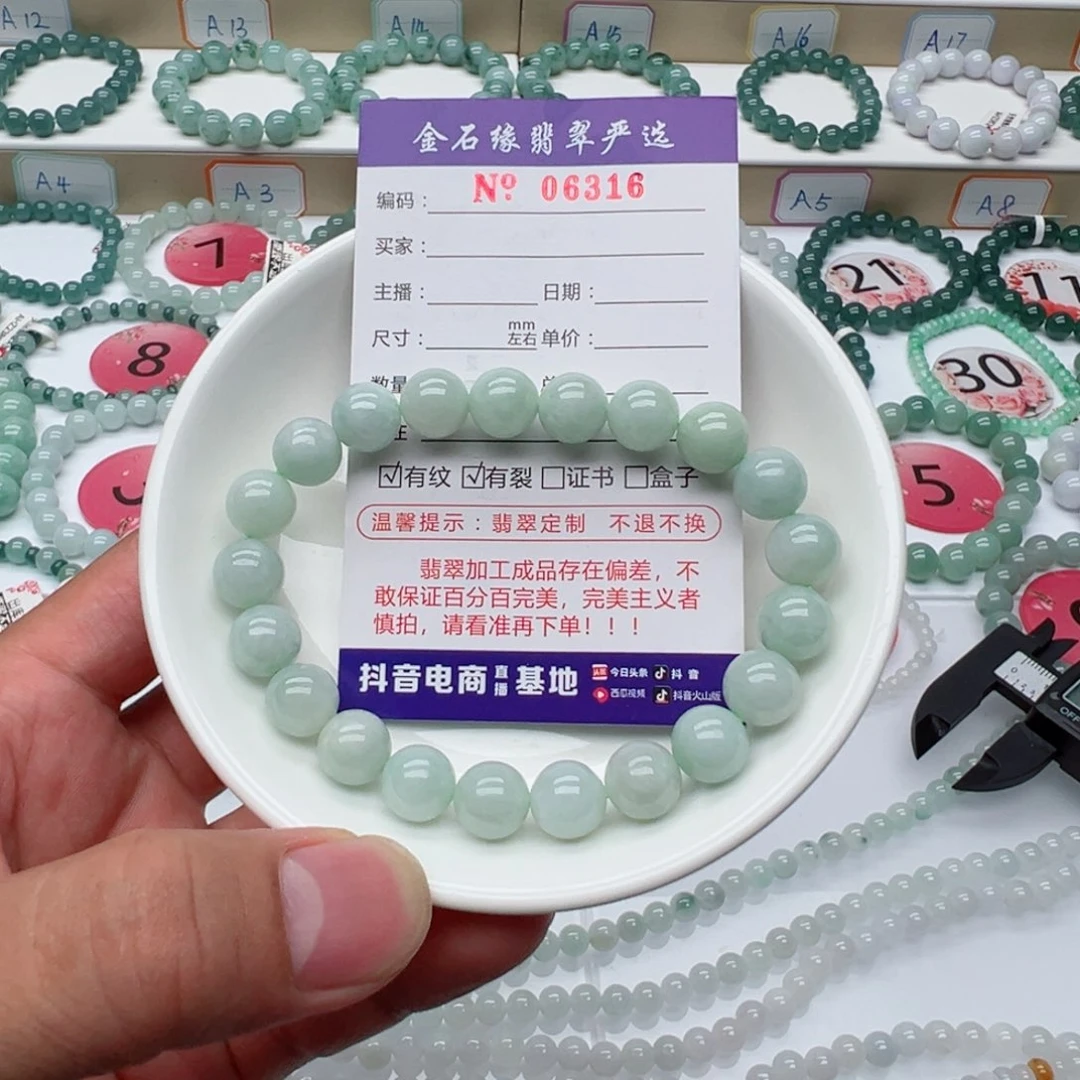 A12
A13
A14
A15
A16
A17
A4
A3
A5
A8
7
8
21
11
30
5
金石缘翡翠严选
编码：Nº 06316
买家：
主播： 日期：
尺寸： mm左右 单价：
数量
☑有纹 ☑有裂 □证书 □盒子
温馨提示：翡翠定制 不退不换
翡翠加工成品存在偏差，不
敢保证百分百完美，完美主义者
慎拍，请看准再下单！！！
抖音电商直播基地
今日头条 抖音
西瓜视频 抖音火山版